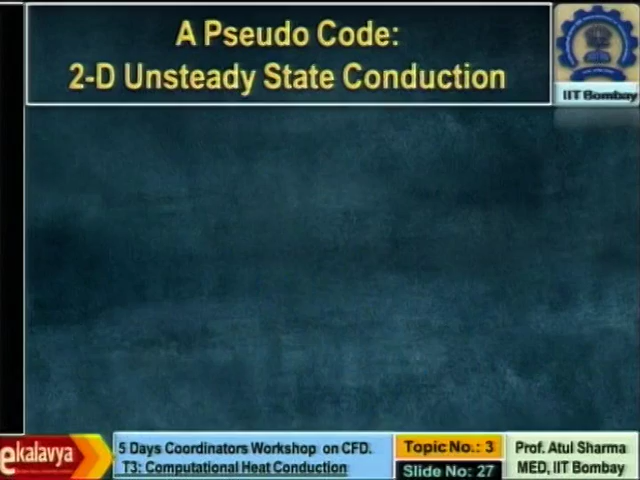 A Pseudo Code:
2-D Unsteady State Conduction
IIT Bombay
ekalavya
5 Days Coordinators Workshop on CFD.
T3: Computational Heat Conduction
Topic No.: 3
Slide No: 27
Prof. Atul Sharma
MED, IIT Bombay